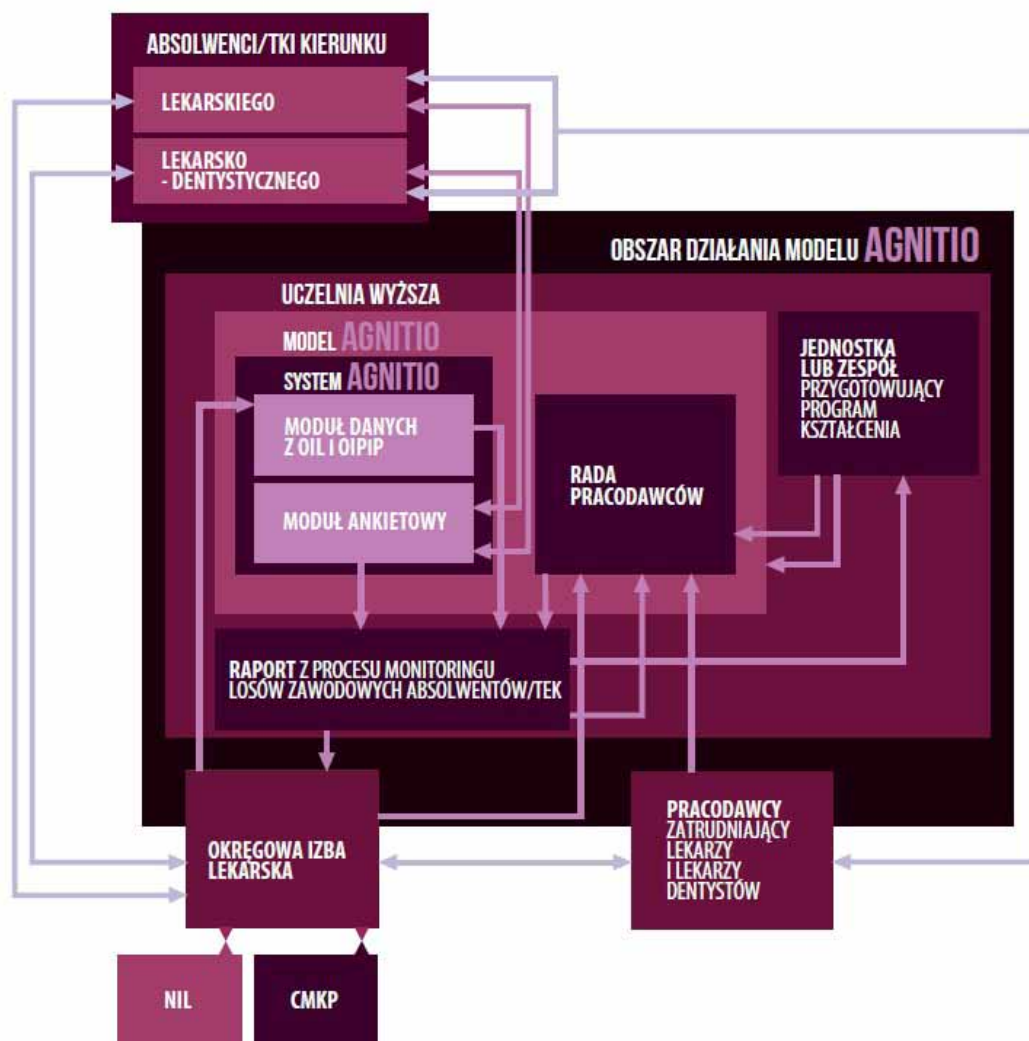 ABSOLWENCI/TKI KIERUNKU
LEKARSKIEGO
LEKARSKO
- DENTYSTYCZNEGO
OBSZAR DZIAŁANIA MODELU AGNITIO
UCZELNIA WYŻSZA
MODEL AGNITIO
SYSTEM AGNITIO
MODUŁ DANYCH
Z OIL I OIPIP
MODUŁ ANKIETOWY
RADA
PRACODAWCÓW
JEDNOSTKA
LUB ZESPÓŁ
PRZYGOTOWUJĄCY
PROGRAM
KSZTAŁCENIA
RAPORT Z PROCESU MONITORINGU
LOSÓW ZAWODOWYCH ABSOLWENTÓW/TEK
OKRĘGOWA IZBA
LEKARSKA
PRACODAWCY
ZATRUDNIAJĄCY
LEKARZY
I LEKARZY
DENTYSTÓW
NIL
CMKP